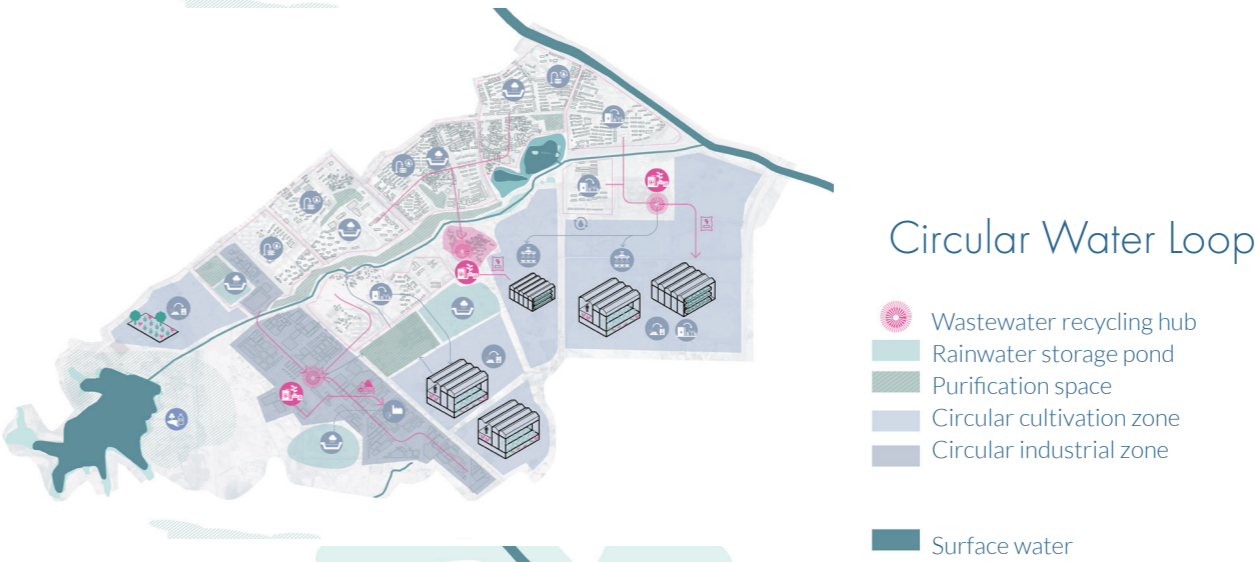 Circular Water Loop
Wastewater recycling hub
Rainwater storage pond
Purification space
Circular cultivation zone
Circular industrial zone
Surface water